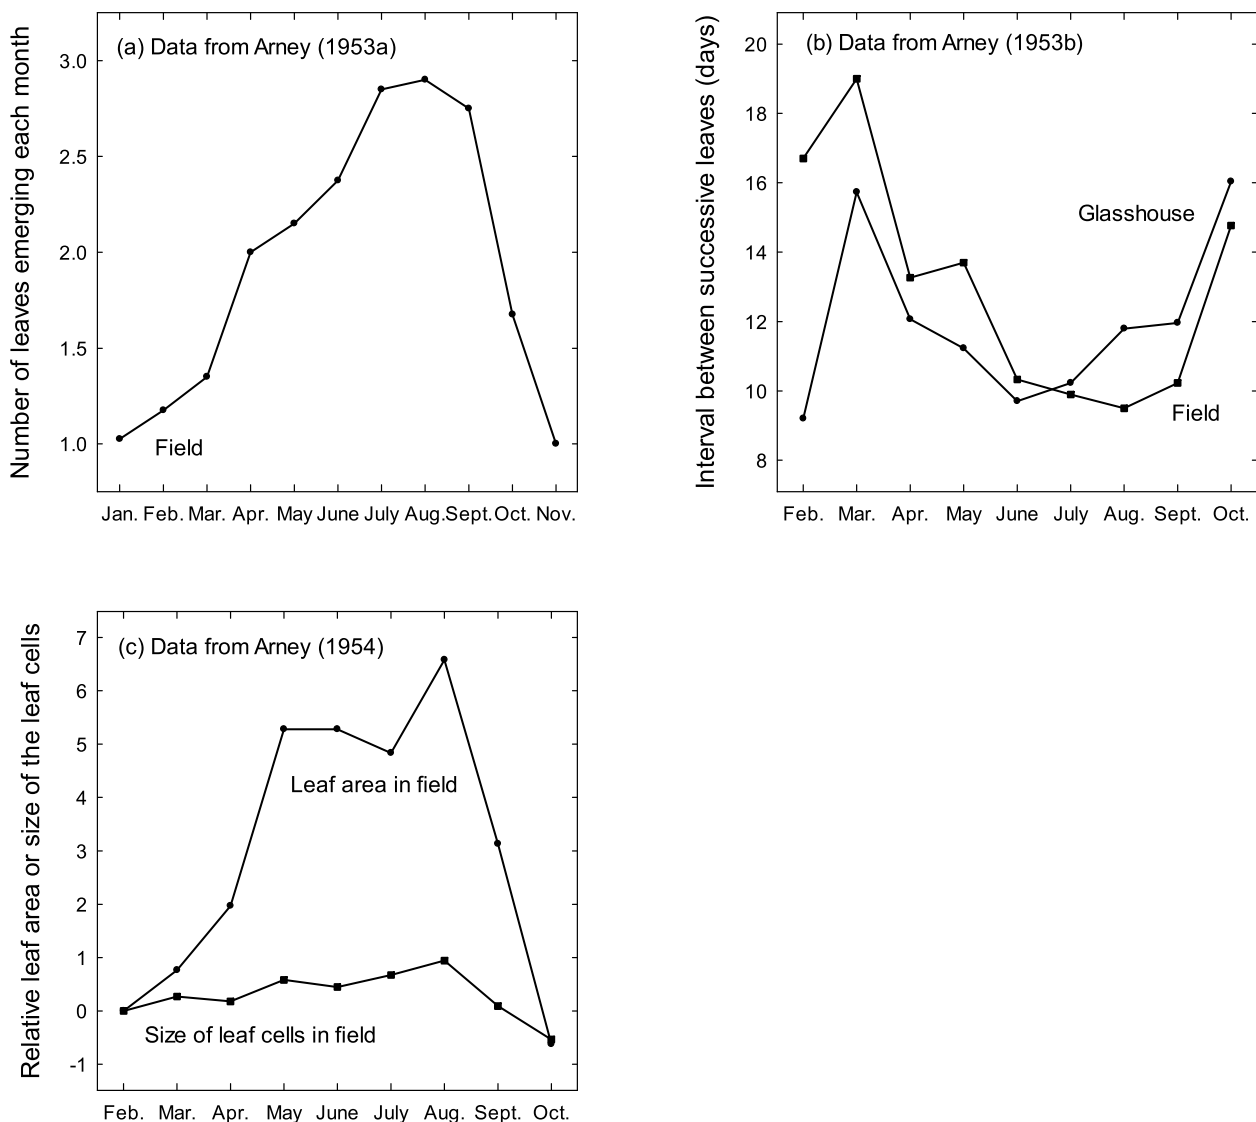 Number of leaves emerging each month
(a) Data from Arney (1953a)
3.0
2.5
2.0
1.5
1.0
Field
Jan. Feb. Mar. Apr. May June July Aug. Sept. Oct. Nov.
Interval between successive leaves (days)
(b) Data from Arney (1953b)
20
18
16
14
12
10
8
Glasshouse
Field
Feb. Mar. Apr. May June July Aug. Sept. Oct.
Relative leaf area or size of the leaf cells
(c) Data from Arney (1954)
7
6
5
4
3
2
1
0
-1
Leaf area in field
Size of leaf cells in field
Feb. Mar. Apr. May June July Aug. Sept. Oct.